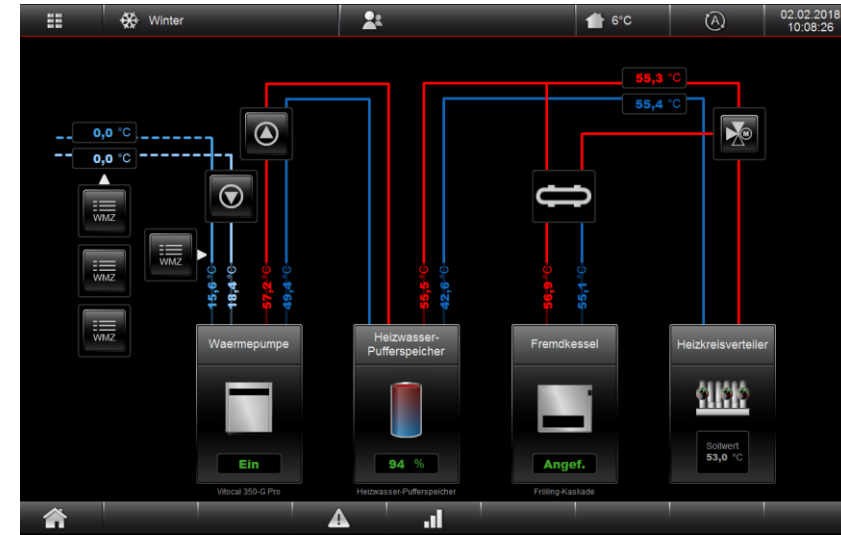 Winter
6°C
A
02.02.2018
10:08:26
55,3 °C
55,4 °C
0,0 °C
0,0 °C
M
WMZ
WMZ
WMZ
WMZ
15,6 °C
18,4 °C
57,2 °C
49,4 °C
55,5 °C
42,6 °C
56,9 °C
55,1 °C
Waermepumpe
Heizwasser-
Pufferspeicher
Fremdkessel
Heizkreisverteiler
Ein
94 %
Angef.
Sollwert
53,0 °C
Vitocal 350-G Pro
Heizwasser-Pufferspeicher
Fröling-Kaskade